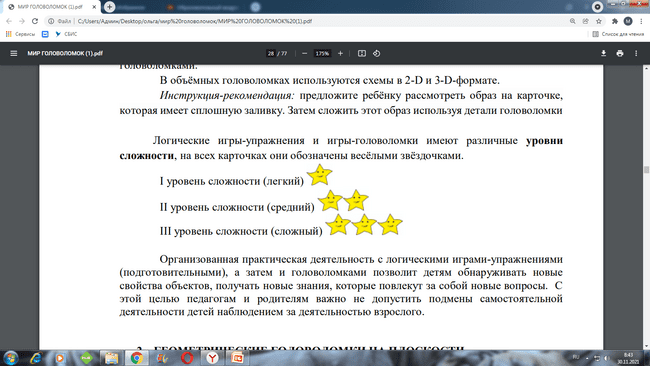 МИР ГОЛОВОЛОМОК (1).pdf
Файл | C:/Users/Админ/Desktop/ольга/мир%20головоломок/МИР%20ГОЛОВОЛОМОК%20(1).pdf
Сервисы СБИС Список для чтения
МИР ГОЛОВОЛОМОК (1).pdf 28 / 77 — 175% +
головоломками.
В объёмных головоломках используются схемы в 2-D и 3-D-формате.
Инструкция-рекомендация: предложите ребёнку рассмотреть образ на карточке,
которая имеет сплошную заливку. Затем сложить этот образ используя детали головоломки
Логические игры-упражнения и игры-головоломки имеют различные уровни
сложности, на всех карточках они обозначены весёлыми звёздочками.
I уровень сложности (легкий)
II уровень сложности (средний)
III уровень сложности (сложный)
Организованная практическая деятельность с логическими играми-упражнениями
(подготовительными), а затем и головоломками позволит детям обнаруживать новые
свойства объектов, получать новые знания, которые повлекут за собой новые вопросы. С
этой целью педагогам и родителям важно не допустить подмены самостоятельной
деятельности детей наблюдением за деятельностью взрослого.
2. ГЕОМЕТРИЧЕСКИЕ ГОЛОВОЛОМКИ НА ПЛОСКОСТИ
RU 8:43
30.11.2021